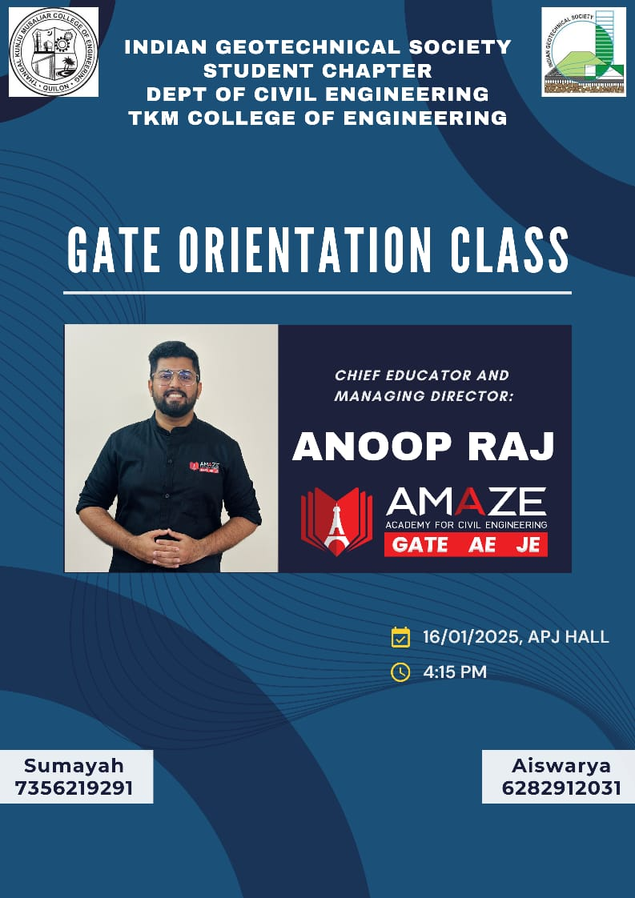 THANGAL KUNJU MUSALIAR COLLEGE OF ENGINEERING
QUILON
INDIAN GEOTECHNICAL SOCIETY
INDIAN GEOTECHNICAL SOCIETY
STUDENT CHAPTER
DEPT OF CIVIL ENGINEERING
TKM COLLEGE OF ENGINEERING
GATE ORIENTATION CLASS
CHIEF EDUCATOR AND
MANAGING DIRECTOR:
ANOOP RAJ
AMAZE
AMAZE
ACADEMY FOR CIVIL ENGINEERING
GATE AE JE
16/01/2025, APJ HALL
4:15 PM
Sumayah
7356219291
Aiswarya
6282912031